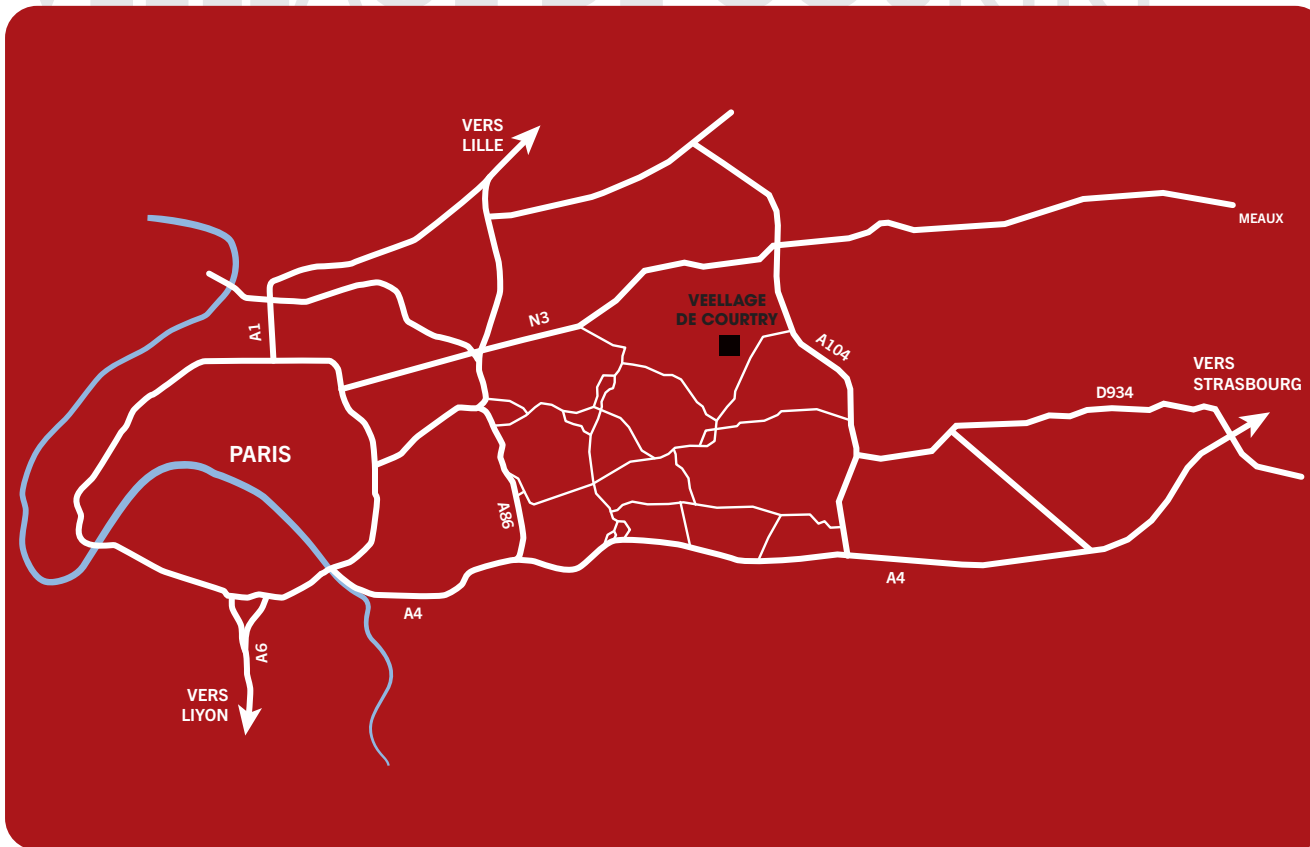 VERS
LILLE
MEAUX
VEELLAGE
DE COURTRY
N3
A1
A104
VERS
STRASBOURG
D934
PARIS
A86
A4
A4
A6
VERS
LIYON